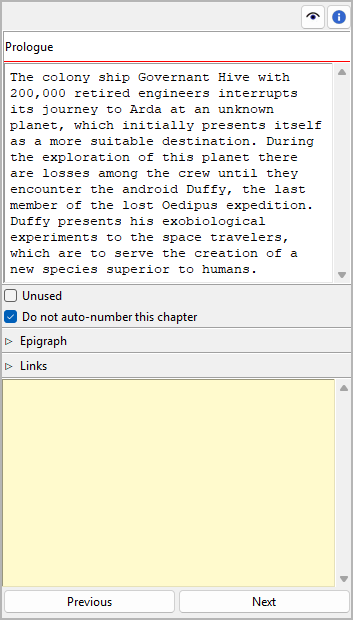 Prologue
The colony ship Governant Hive with
200,000 retired engineers interrupts
its journey to Arda at an unknown
planet, which initially presents itself
as a more suitable destination. During
the exploration of this planet there
are losses among the crew until they
encounter the android Duffy, the last
member of the lost Oedipus expedition.
Duffy presents his exobiological
experiments to the space travelers,
which are to serve the creation of a
new species superior to humans.
Unused
Do not auto-number this chapter
Epigraph
Links
Previous
Next